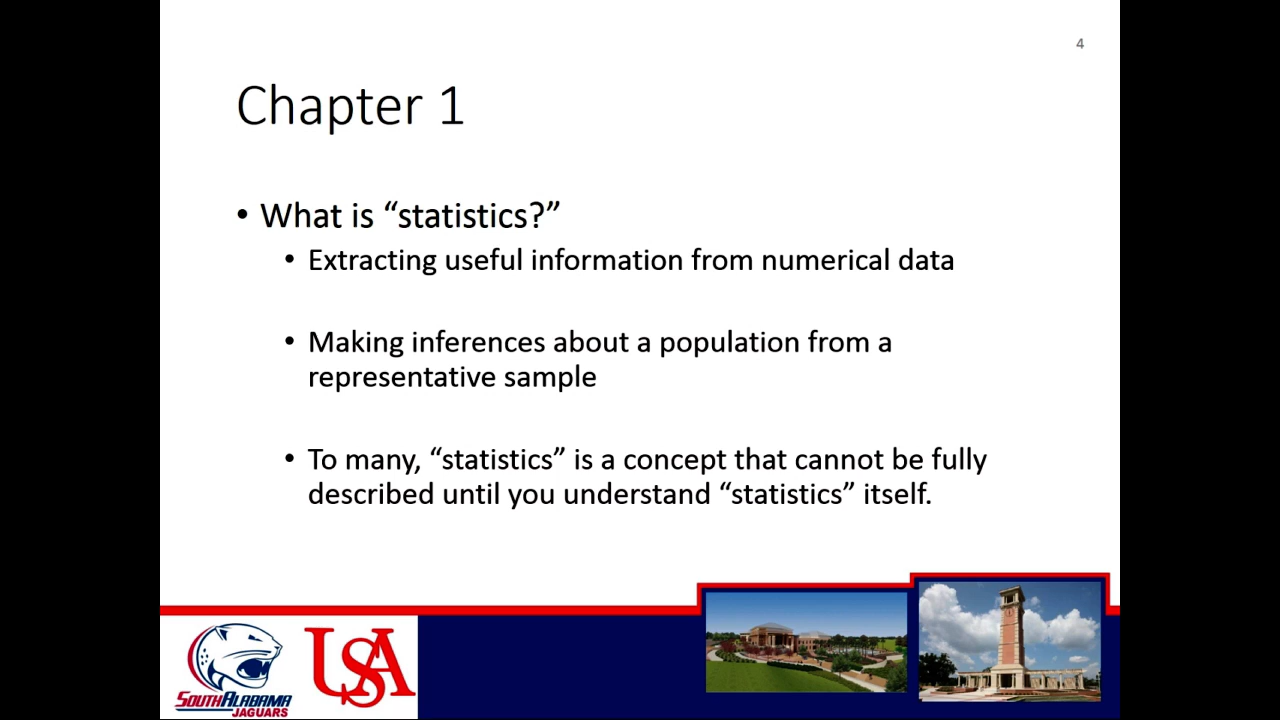 4
Chapter 1
• What is “statistics?”
• Extracting useful information from numerical data
• Making inferences about a population from a
representative sample
• To many, “statistics” is a concept that cannot be fully
described until you understand “statistics” itself.
SOUTH ALABAMA
JAGUARS
USA